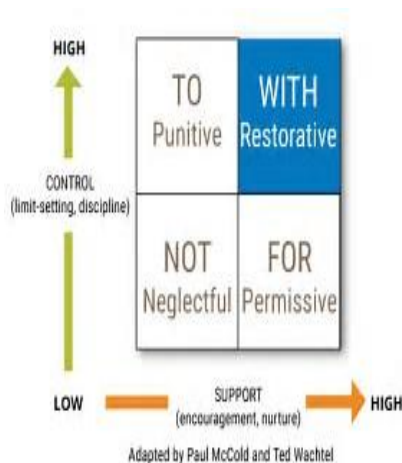 HIGH
TO
Punitive
WITH
Restorative
CONTROL
(limit-setting, discipline)
NOT
Neglectful
FOR
Permissive
LOW
SUPPORT
(encouragement, nurture)
HIGH
Adapted by Paul McCold and Ted Wachtel